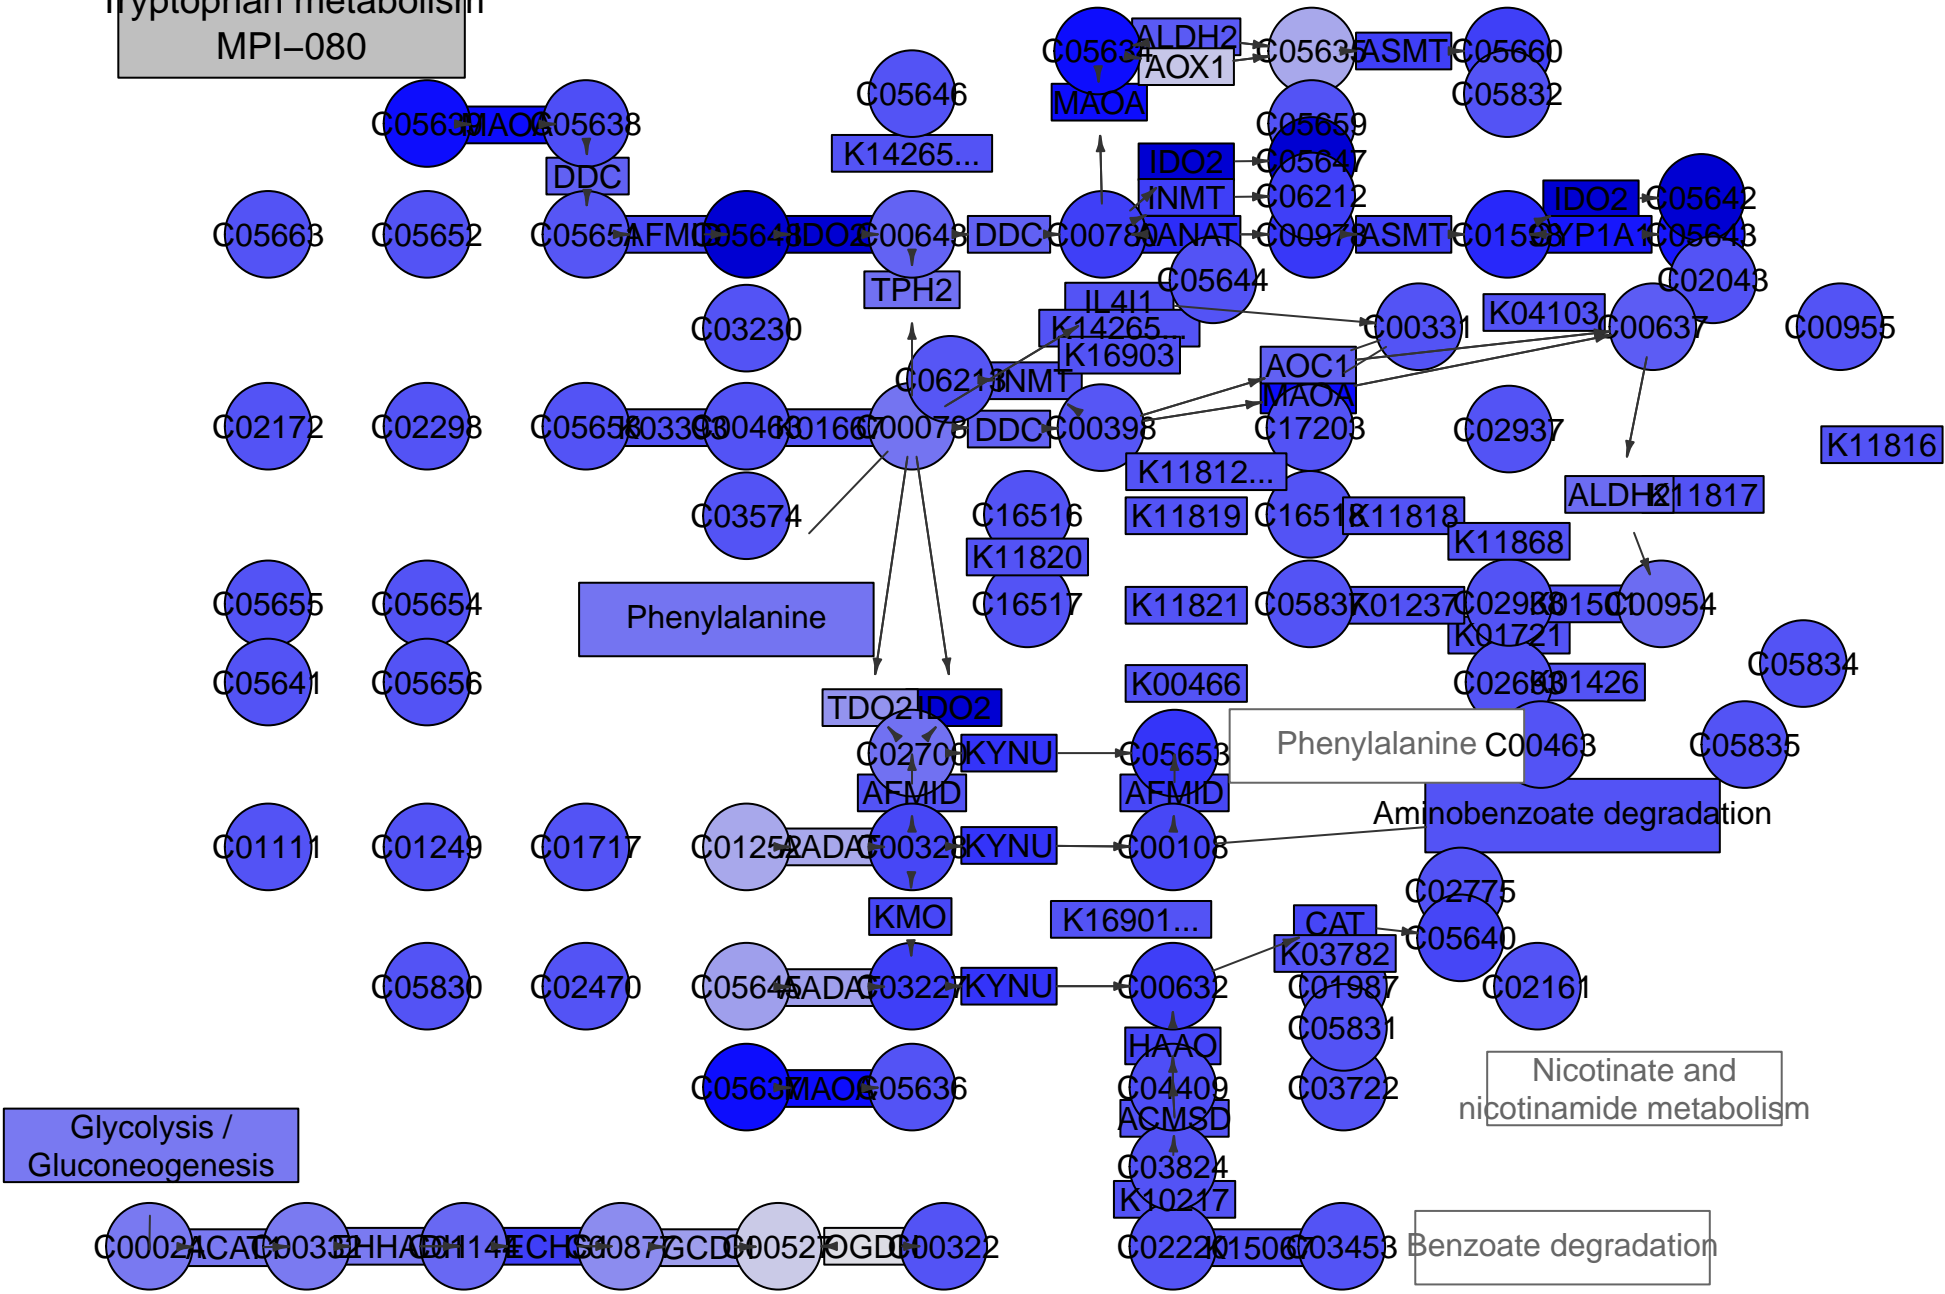 Tryptophan metabolism
MPI−080
C05634
ALDH2
AOX1
C05635
ASMT
C05660
C05832
MAOA
C05646
K14265...
C05639
MAOA
C05638
DDC
C05659
IDO2
C05647
INMT
C06212
IDO2
C05642
C05663
C05652
AFMID
C05648
IDO2
C00643
DDC
C00780
AANAT
C00978
ASMT
C01598
CYP1A1
C05643
TPH2
C05644
C02043
IL4I1
K14265...
K16903
C03230
C00331
K04103
C00637
C00955
C06213
INMT
AOC1
MAOA
C02172
C02298
C05658
K03393
C00463
K01667
C00078
DDC
C00398
C17203
C02937
K11816
K11812...
C03574
C16516
K11819
C16518
K11818
ALDH2
K11817
K11820
K11868
C05655
C05654
Phenylalanine
C16517
K11821
C05837
K01237
C02938
K01501
C00954
K01721
C05641
C05656
K00466
C02693
K01426
C05834
TDO2
IDO2
C02700
KYNU
C05653
Phenylalanine
C00463
C05835
AFMID
AFMID
Aminobenzoate degradation
C01111
C01249
C01717
C01252
AADAT
C00328
KYNU
C00108
C02775
KMO
K16901...
CAT
C05640
K03782
C05830
C02470
C05645
AADAT
C03227
KYNU
C00632
C01987
C02161
C05831
HAAO
C05637
MAOA
C05636
C04409
C03722
Nicotinate and
nicotinamide metabolism
ACMSD
Glycolysis /
Gluconeogenesis
C03824
K10217
C00024
ACAT1
C00332
EHHADH
C01144
ECHS1
C00877
GCDH
C00527
OGDH
C00322
C02220
K15067
C03453
Benzoate degradation